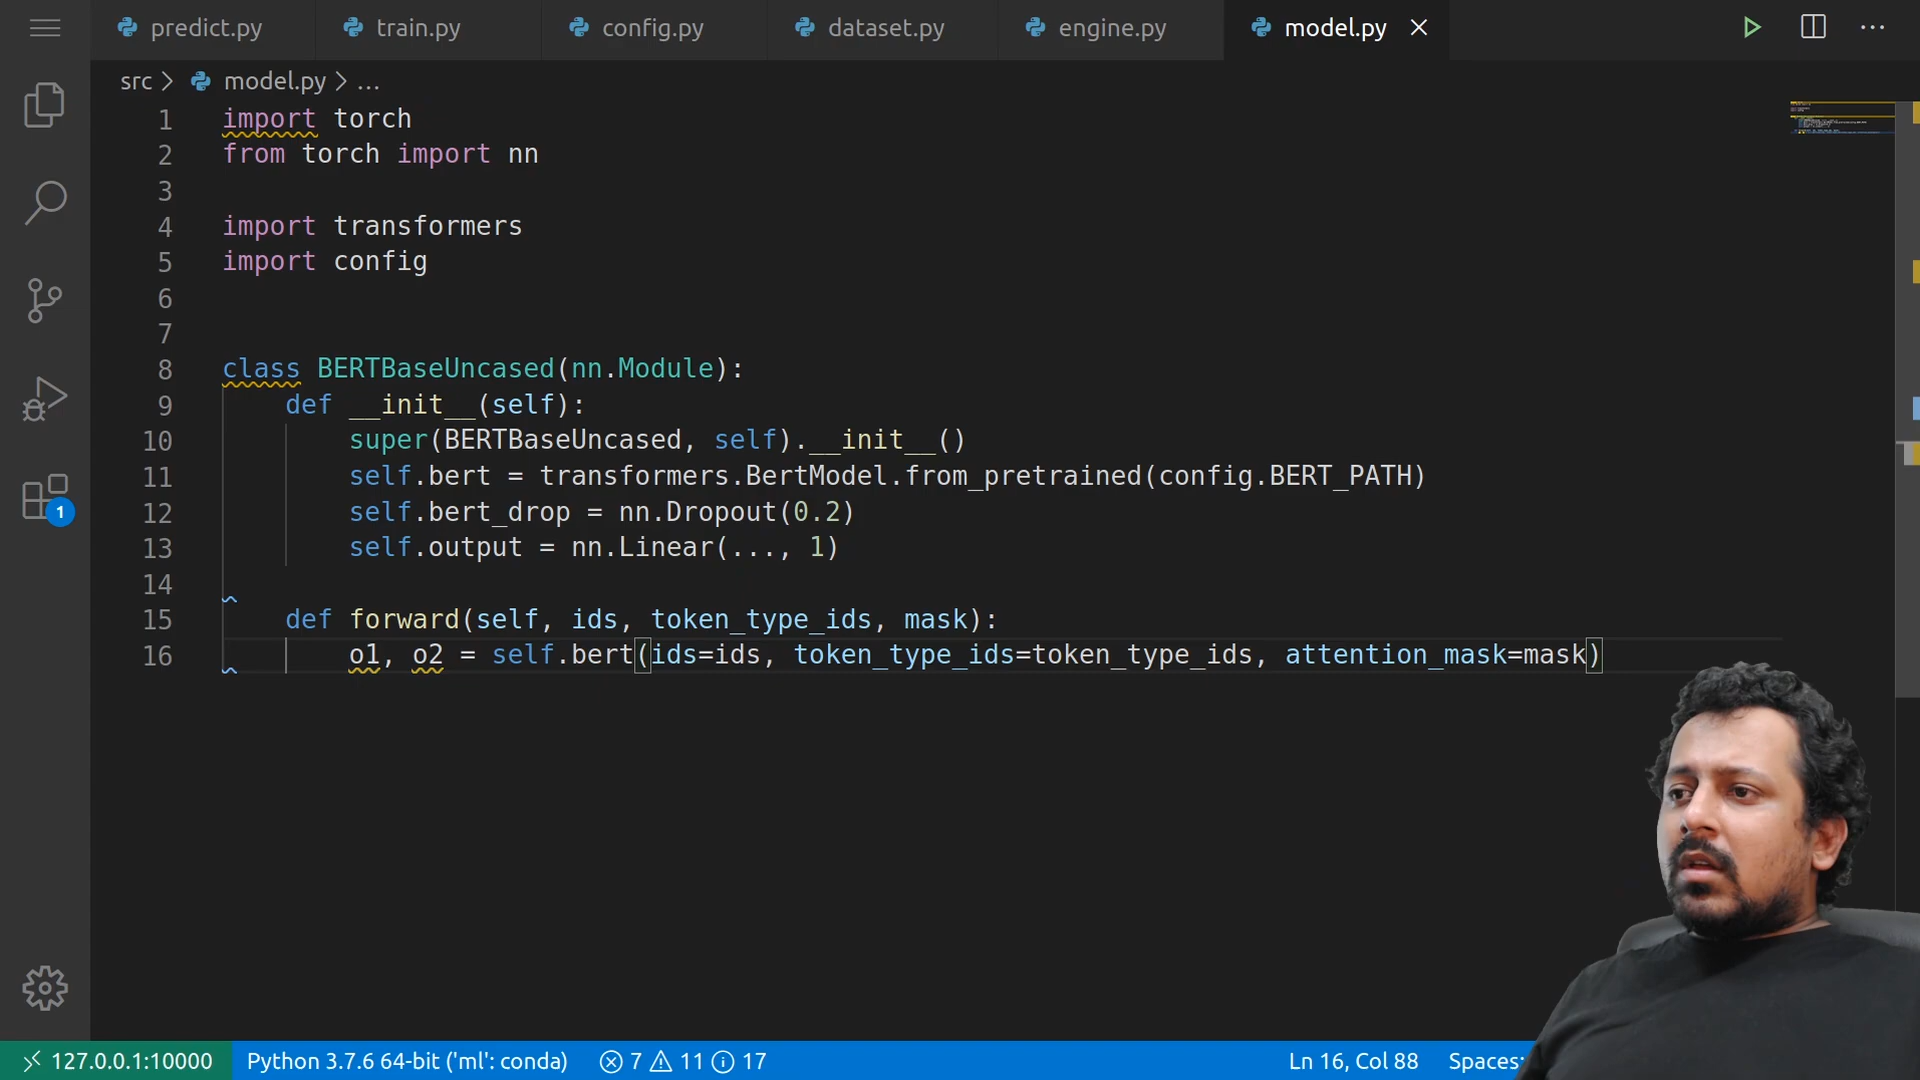 predict.py train.py config.py dataset.py engine.py model.py
src > model.py > ...
1 import torch
2 from torch import nn
3
4 import transformers
5 import config
6
7
8 class BERTBaseUncased(nn.Module):
9 def __init__(self):
10 super(BERTBaseUncased, self).__init__()
11 self.bert = transformers.BertModel.from_pretrained(config.BERT_PATH)
12 self.bert_drop = nn.Dropout(0.2)
13 self.output = nn.Linear(..., 1)
14
15 def forward(self, ids, token_type_ids, mask):
16 o1, o2 = self.bert(ids=ids, token_type_ids=token_type_ids, attention_mask=mask)
1
127.0.0.1:10000 Python 3.7.6 64-bit ('ml': conda) 7 11 17 Ln 16, Col 88 Spaces: